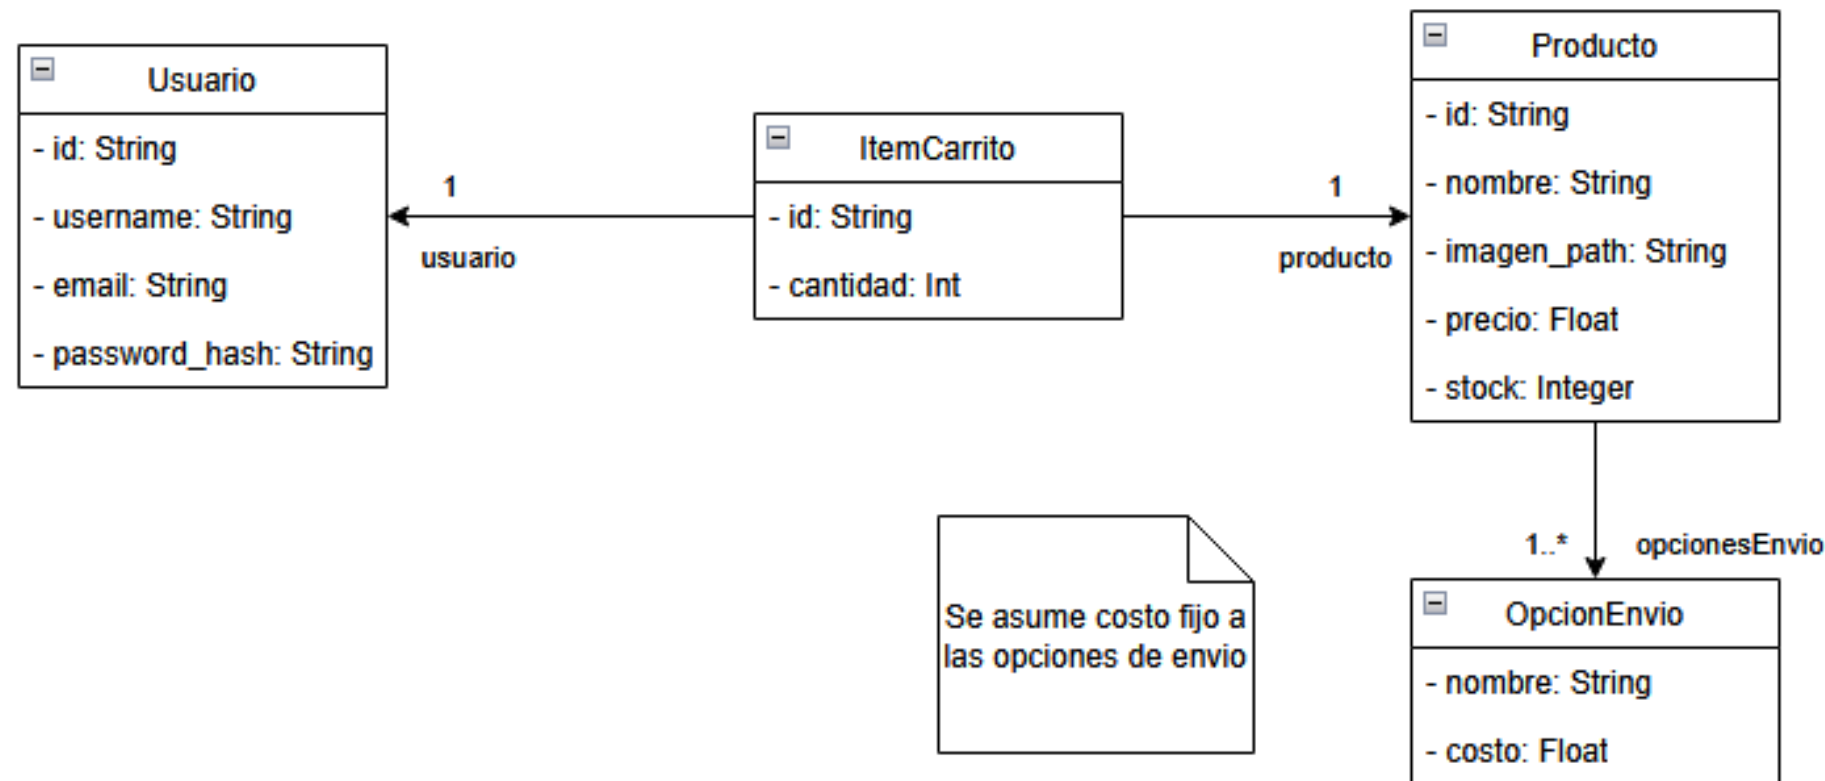 Usuario
- id: String
- username: String
- email: String
- password_hash: String
1
usuario
ItemCarrito
- id: String
- cantidad: Int
1
producto
Producto
- id: String
- nombre: String
- imagen_path: String
- precio: Float
- stock: Integer
1..*
opcionesEnvio
OpcionEnvio
- nombre: String
- costo: Float
Se asume costo fijo a
las opciones de envio